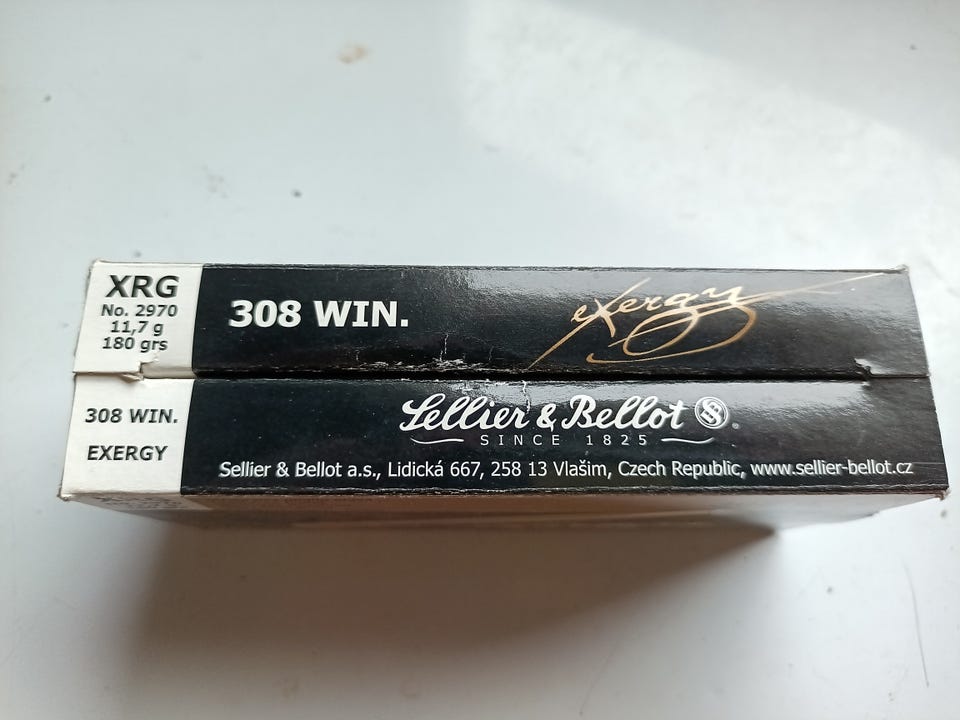 XRG
No. 2970
11,7 g
180 grs
308 WIN.
exergy
308 WIN.
EXERGY
Sellier & Bellot
SINCE 1825
Sellier & Bellot a.s., Lidická 667, 258 13 Vlašim, Czech Republic, www.sellier-bellot.cz